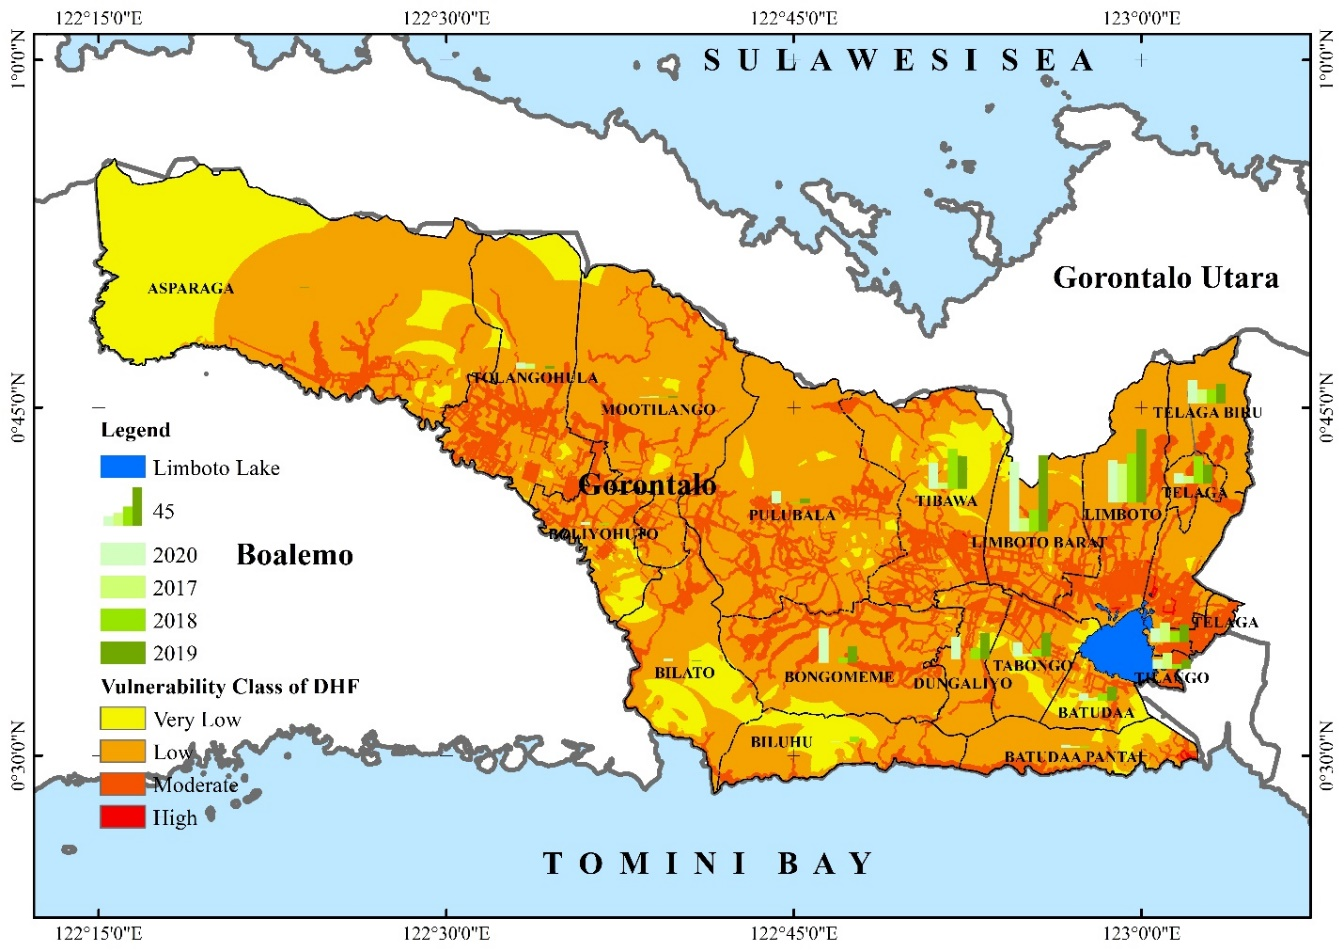 122°15'0"E 122°30'0"E 122°45'0"E 123°0'0"E
1°0'0"N
SULAWESI SEA
1°0'0"N
Gorontalo Utara
ASPARAGA
TOLANGOHULA
MOOTILANGO
0°45'0"N
0°45'0"N
TELAGA BIRU
Legend
Limboto Lake
45
2020
2017
2018
2019
Vulnerability Class of DHF
Very Low
Low
Moderate
High
Gorontalo
TIBAWA
TELAGA
PULUBALA
LIMBOTO
BOLIYOHUTO
LIMBOTO BARAT
Boalemo
TELAGA
BILATO
BONGOMEME
DUNGALIYO
TABONGO
TILANGO
BATUDAA
BILUHU
BATUDAA PANTAI
0°30'0"N
0°30'0"N
TOMINI BAY
122°15'0"E 122°30'0"E 122°45'0"E 123°0'0"E